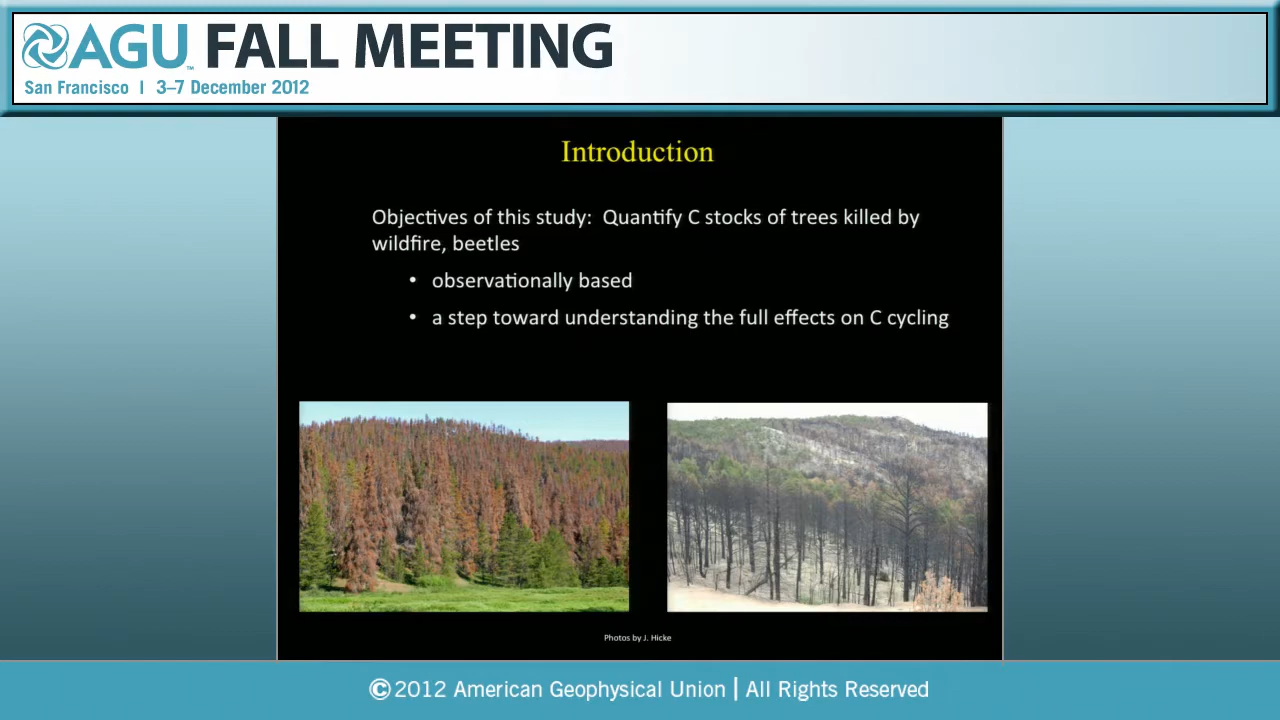 AGU™ FALL MEETING
San Francisco | 3–7 December 2012
Introduction
Objectives of this study: Quantify C stocks of trees killed by
wildfire, beetles
• observationally based
• a step toward understanding the full effects on C cycling
Photos by J. Hicke
©2012 American Geophysical Union | All Rights Reserved